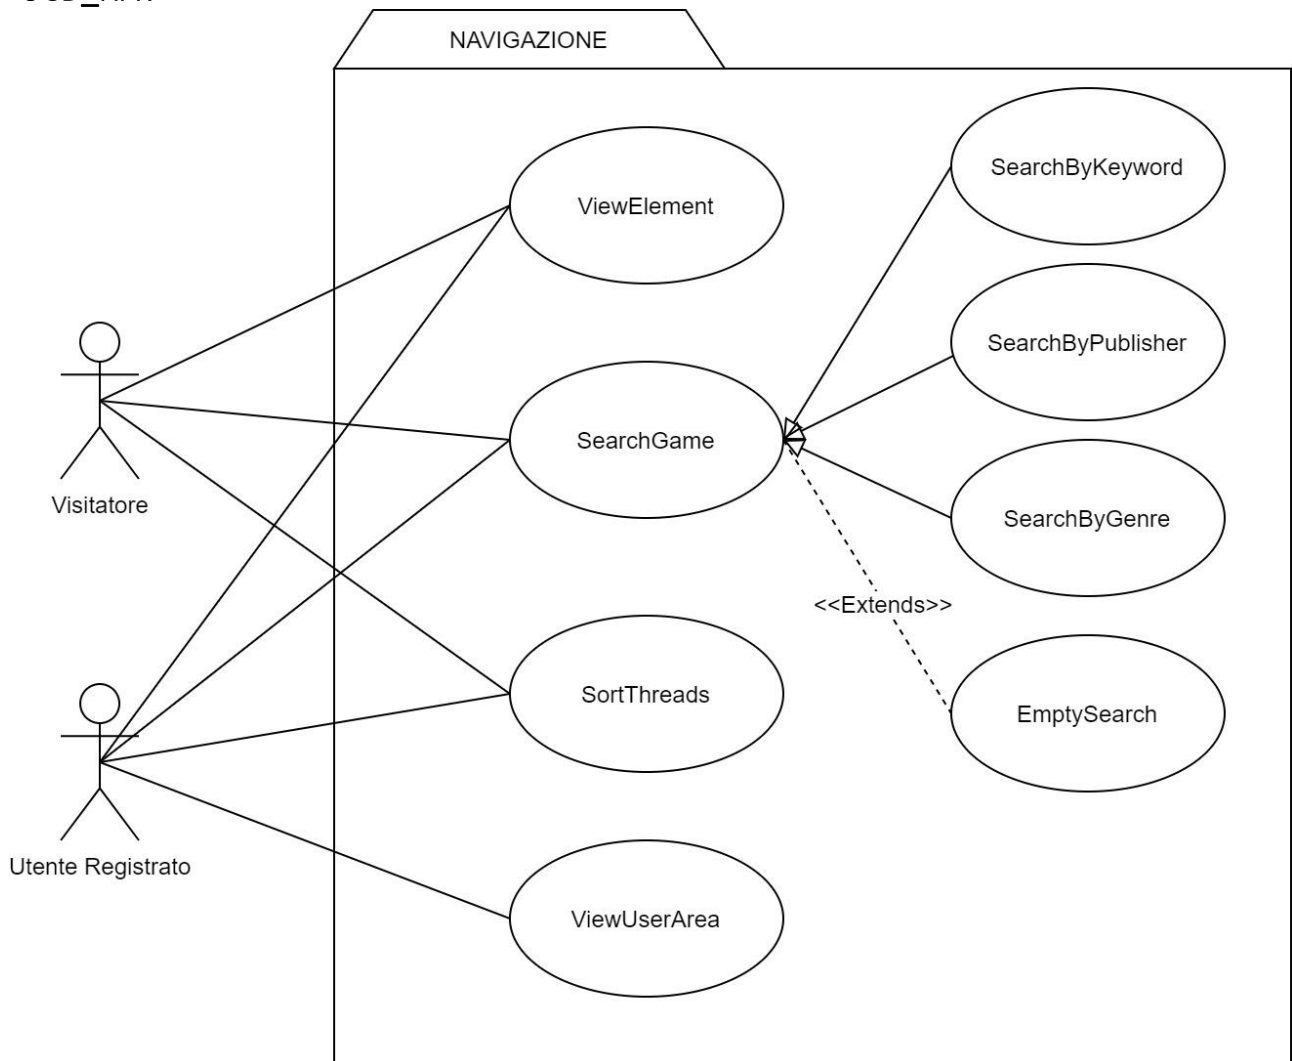 NAVIGAZIONE
ViewElement
SearchByKeyword
SearchByPublisher
SearchGame
SearchByGenre
Visitatore
<<Extends>>
SortThreads
EmptySearch
Utente Registrato
ViewUserArea